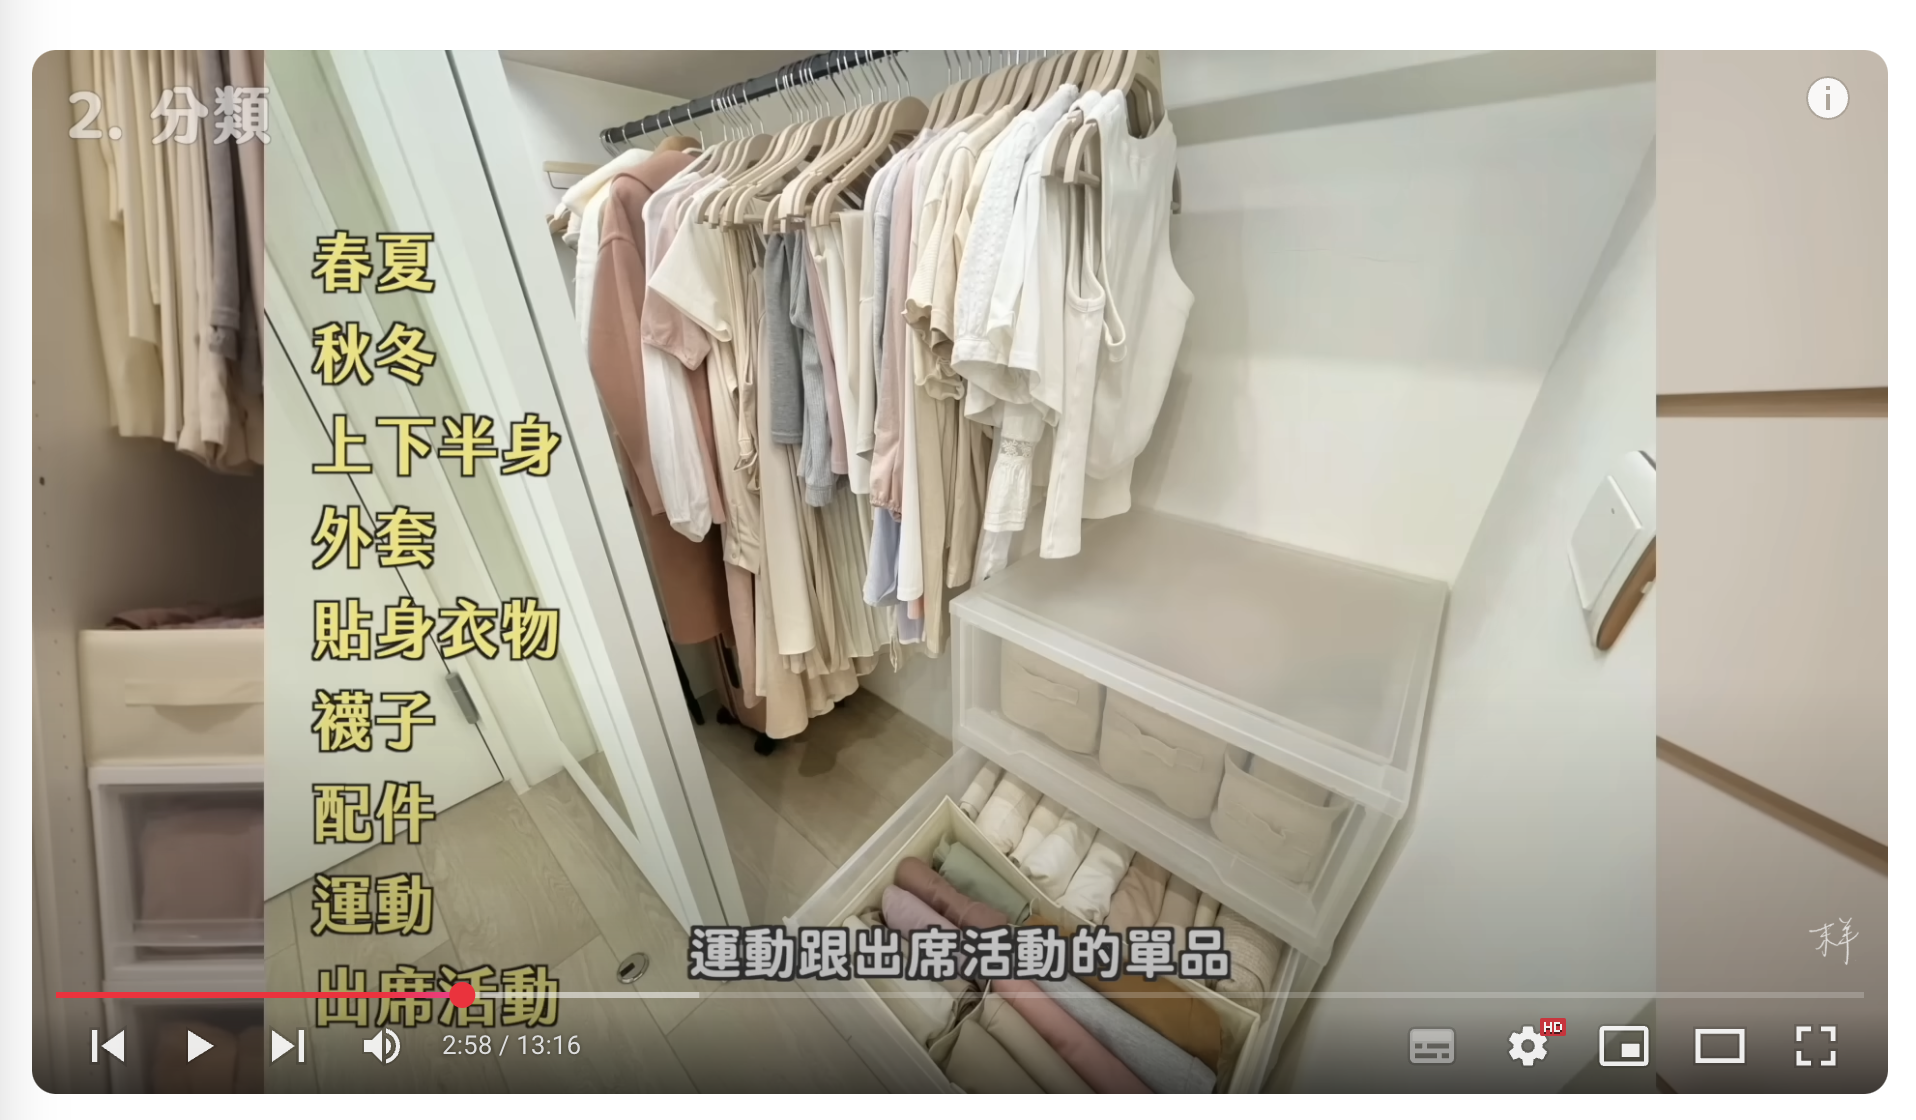 2. 分類
春夏
秋冬
上下半身
外套
貼身衣物
襪子
配件
運動
出席活動
運動跟出席活動的單品
2:58 / 13:16
HD